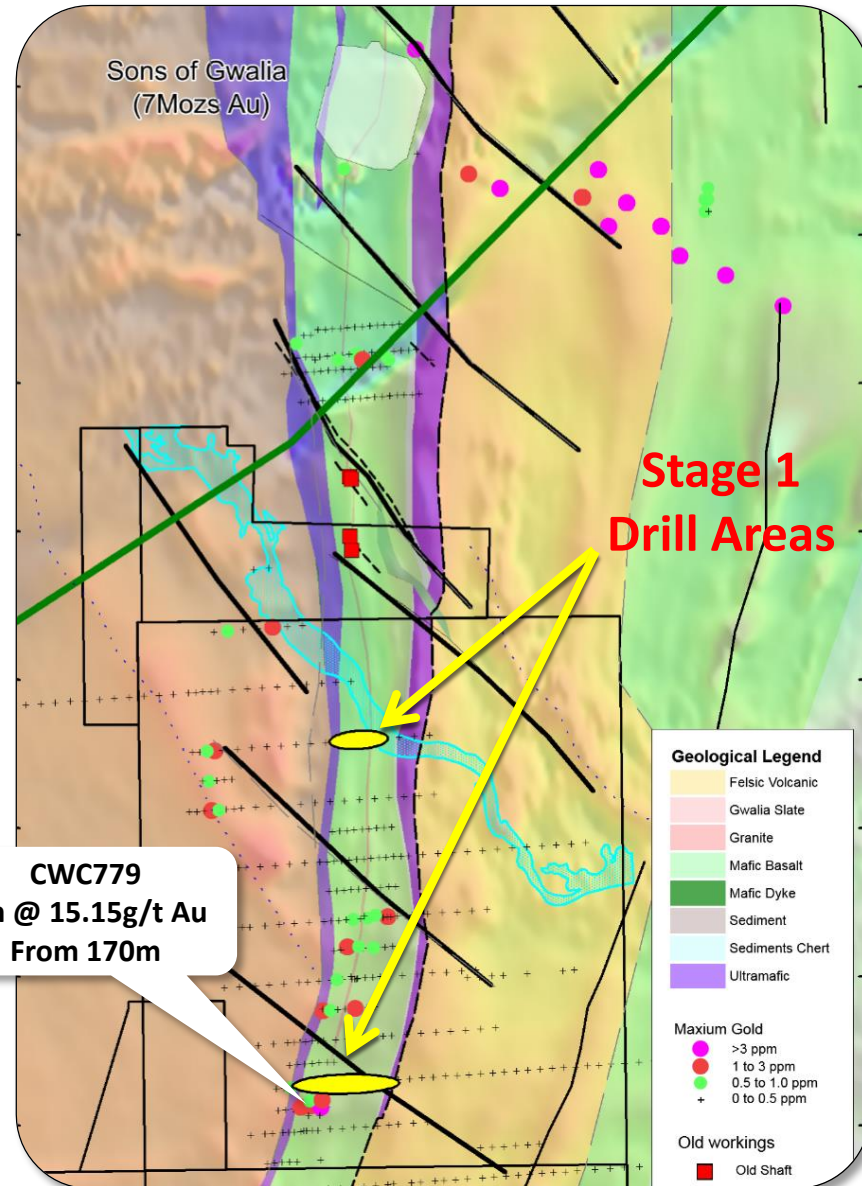 Sons of Gwalia
(7Mozs Au)
Stage 1
Drill Areas
CWC779
@ 15.15g/t Au
From 170m
Geological Legend
Felsic Volcanic
Gwalia Slate
Granite
Mafic Basalt
Mafic Dyke
Sediment
Sediments Chert
Ultramafic
Maxium Gold
>3 ppm
1 to 3 ppm
0.5 to 1.0 ppm
0 to 0.5 ppm
Old workings
Old Shaft